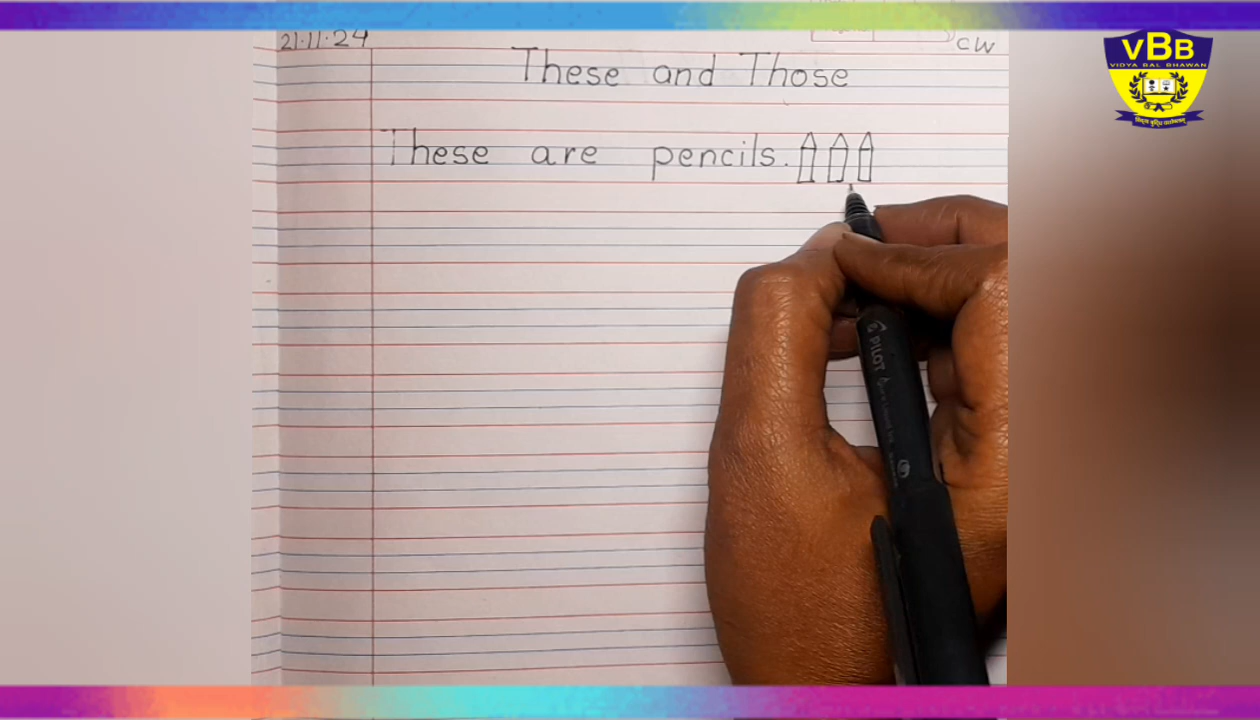 21.11.24
CW
These and Those
These are pencils.
VBB
VIDYA BAL BHAWAN
PILOT